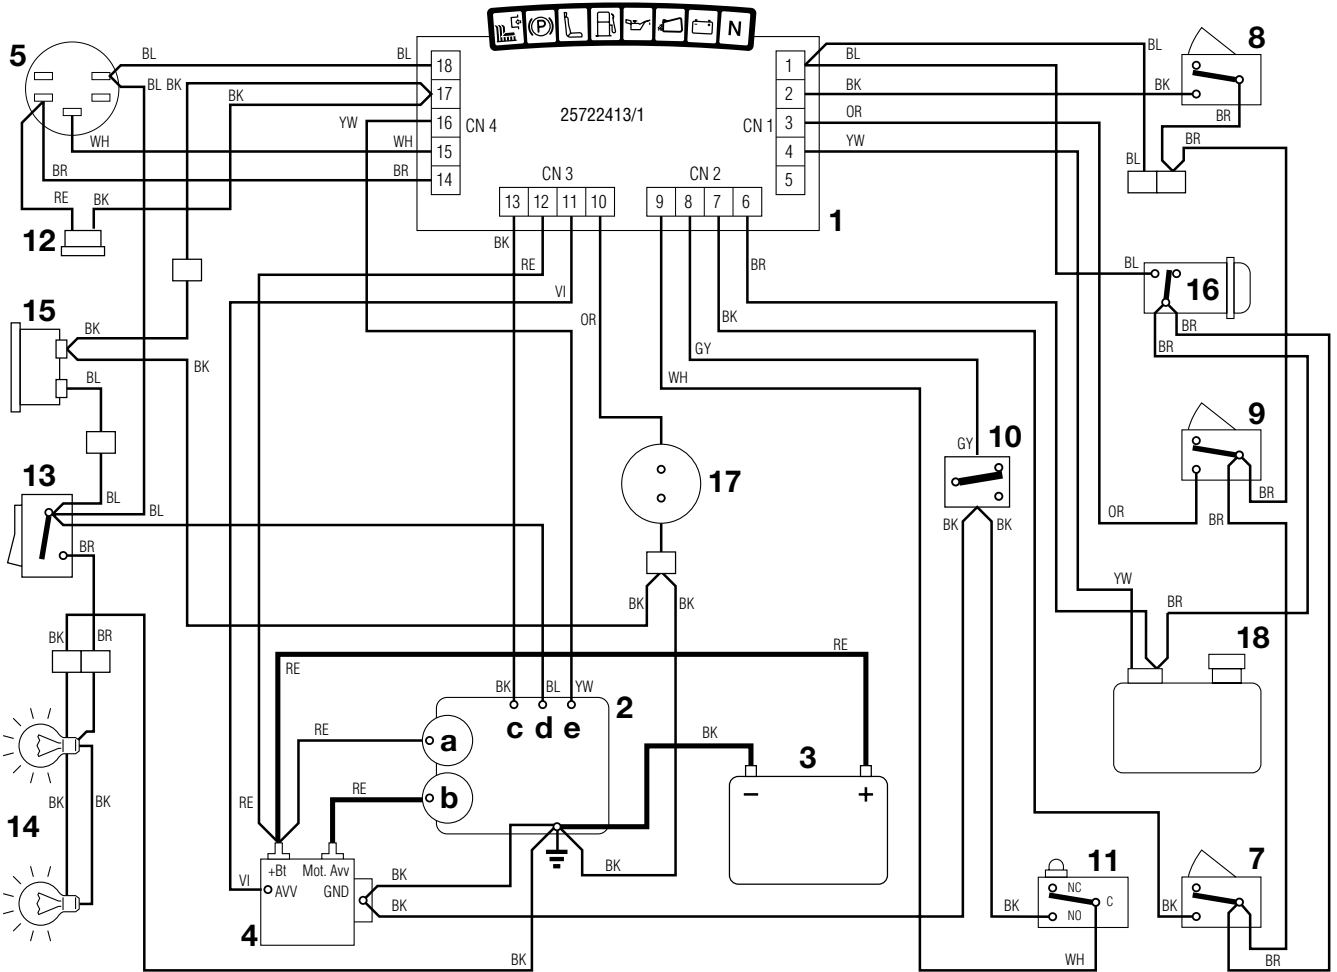 P
N
5
BL
BL
BK
BK
YW
WH
WH
BR
BR
RE
BK
12
18
17
16
15
14
CN 4
25722413/1
CN 3
13
12
11
10
CN 2
9
8
7
6
CN 1
1
2
3
4
5
1
BL
BL
BK
BK
OR
YW
8
BR
BR
BL
BL
16
BR
BR
15
BK
BK
BL
13
BL
BL
BR
BK
RE
VI
OR
BR
BK
GY
WH
17
BK
BK
GY
10
BK
BK
9
BR
OR
BR
YW
BR
18
BK
BR
BK
BK
14
RE
RE
RE
RE
RE
BK
BL
YW
c
d
e
2
a
b
BK
3
−
+
BK
VI
+Bt
Mot. Avv
AVV
GND
4
BK
BK
BK
11
NC
NO
C
BK
WH
7
BK
BR